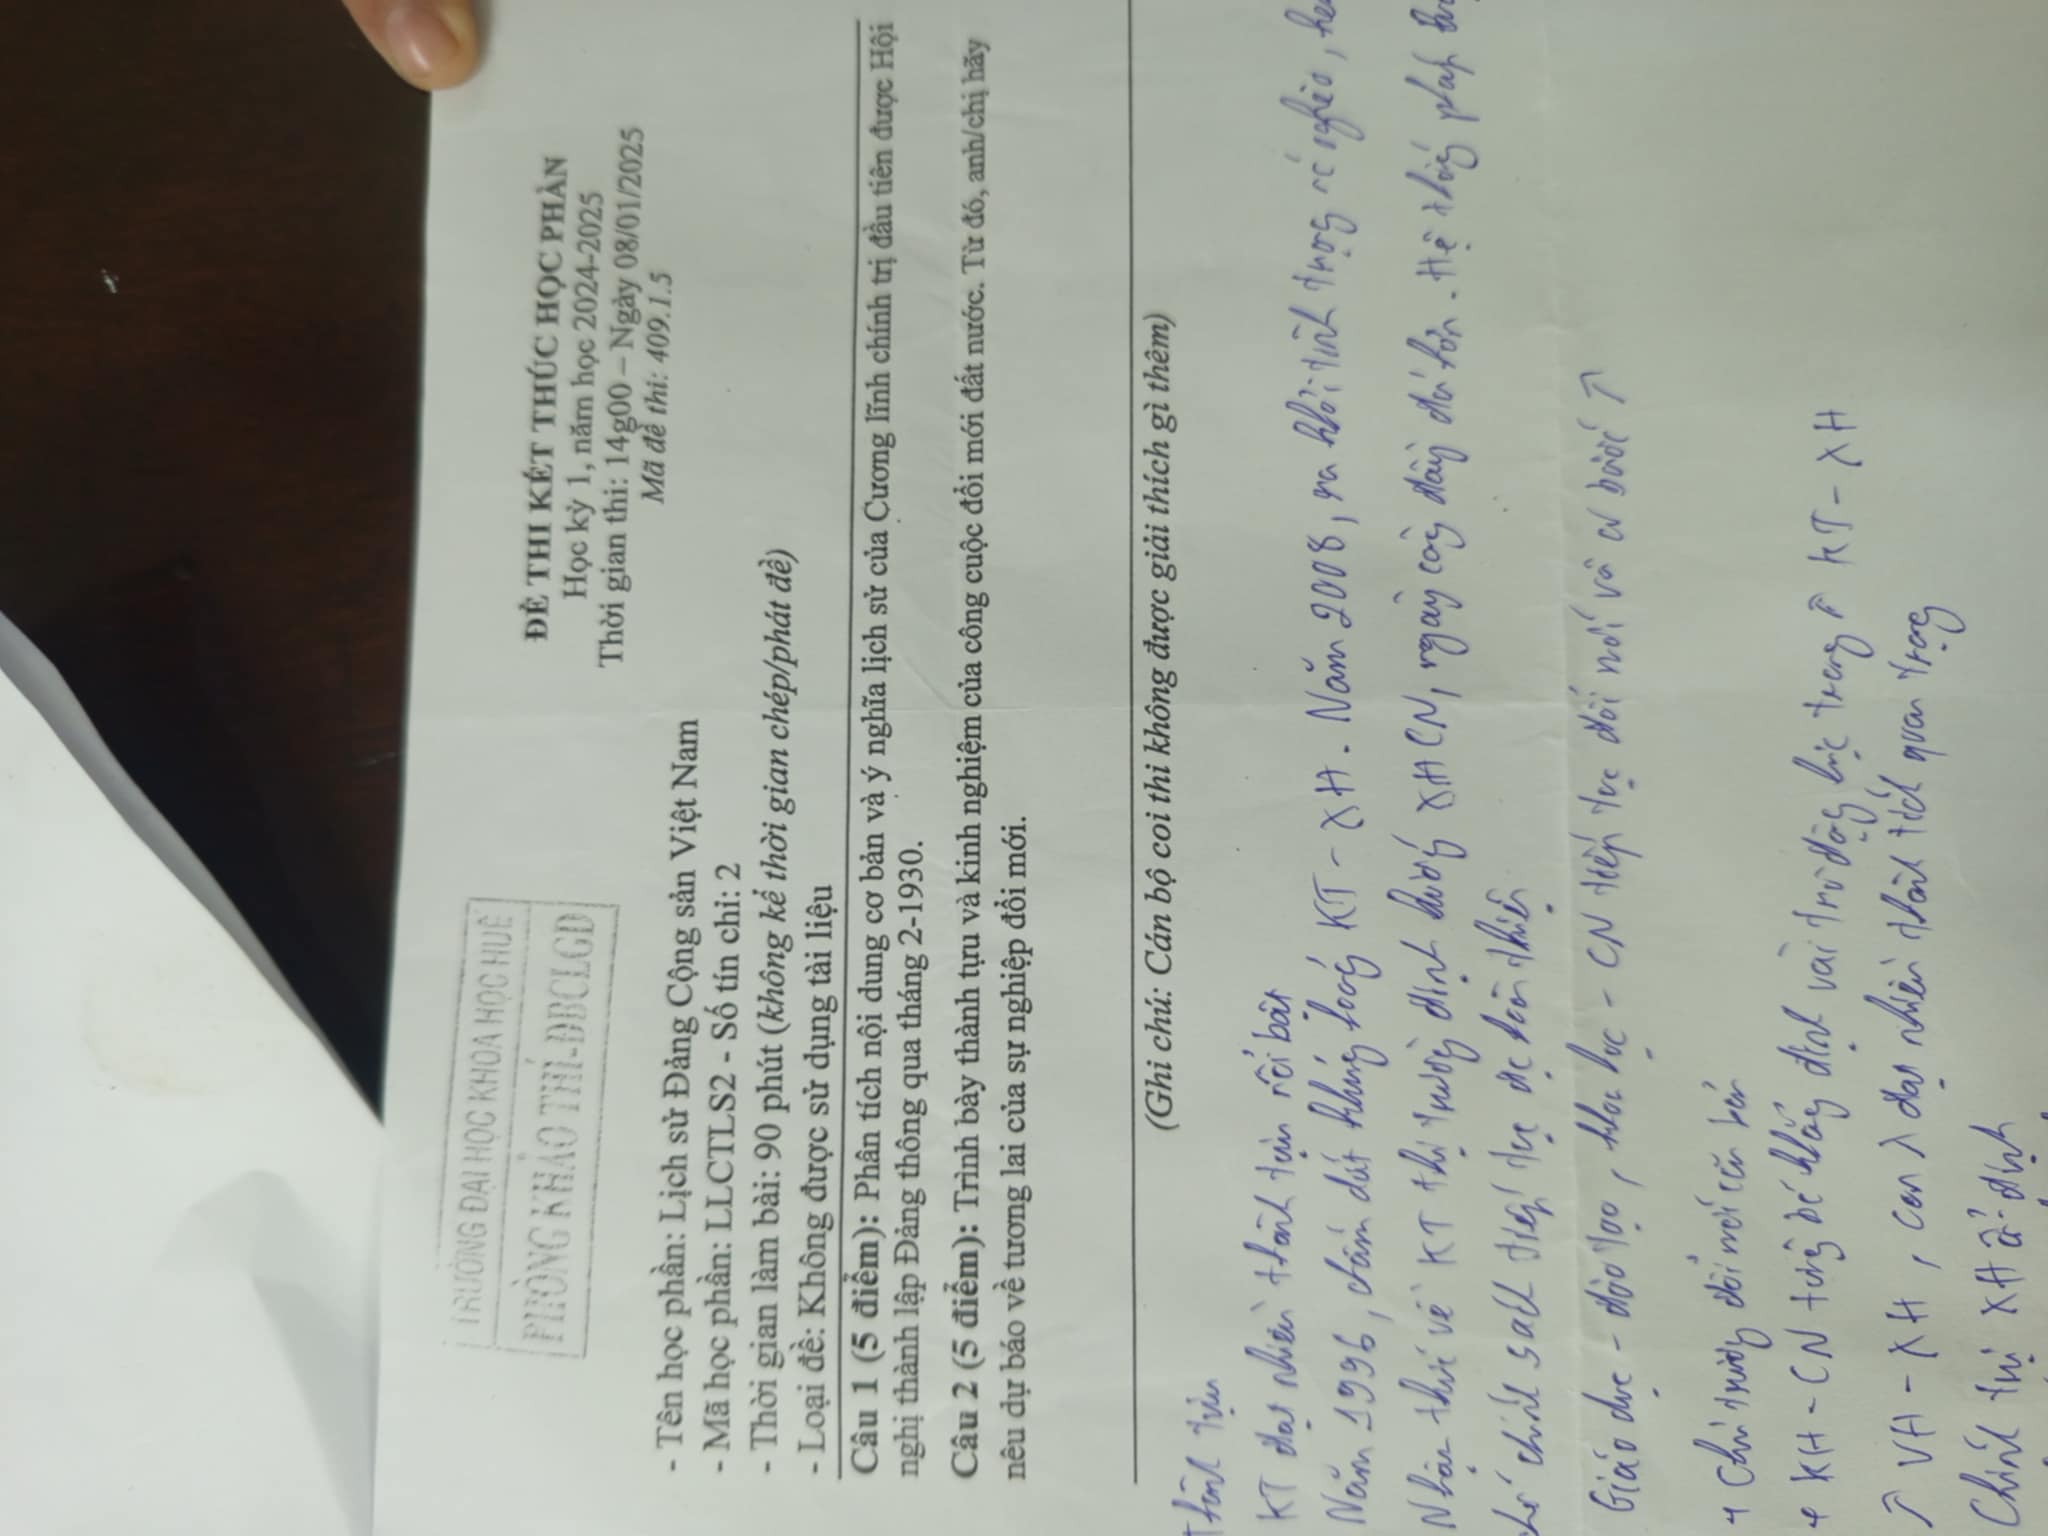 TRƯỜNG ĐẠI HỌC KHOA HỌC HUẾ
PHÒNG KHẢO THÍ-ĐBCLGD
ĐỀ THI KẾT THÚC HỌC PHẦN
Học kỳ 1, năm học 2024-2025
Thời gian thi: 14g00 – Ngày 08/01/2025
Mã đề thi: 409.1.5
- Tên học phần: Lịch sử Đảng Cộng sản Việt Nam
- Mã học phần: LLCTLS2 - Số tín chỉ: 2
- Thời gian làm bài: 90 phút (không kể thời gian chép/phát đề)
- Loại đề: Không được sử dụng tài liệu
Câu 1 (5 điểm): Phân tích nội dung cơ bản và ý nghĩa lịch sử của Cương lĩnh chính trị đầu tiên được Hội
nghị thành lập Đảng thông qua tháng 2-1930.
Câu 2 (5 điểm): Trình bày thành tựu và kinh nghiệm của công cuộc đổi mới đất nước. Từ đó, anh/chị hãy
nêu dự báo về tương lai của sự nghiệp đổi mới.
(Ghi chú: Cán bộ coi thi không được giải thích gì thêm)
Thành tựu
KT đạt nhiều thành tựu nổi bật
Năm 1996, chấm dứt khủng hoảng KT - XH. Năm 2008, ra khỏi tình trạng nghèo,
Nhận thức về KT thị trường định hướng XHCN, ngày càng đầy đủ hơn. Hệ thống pháp
chính sách tiếp tục đc hoàn thiện
Giáo dục - đào tạo, khoa học - CN tiếp tục đổi mới và có bước ↗
+ Chủ trương đổi mới căn bản
+ KH - CN từng bước khẳng định vai trò động lực trong ↗ KT - XH
↗ VH - XH, con ng đạt nhiều thành tích quan trọng
Chính trị XH ổn định